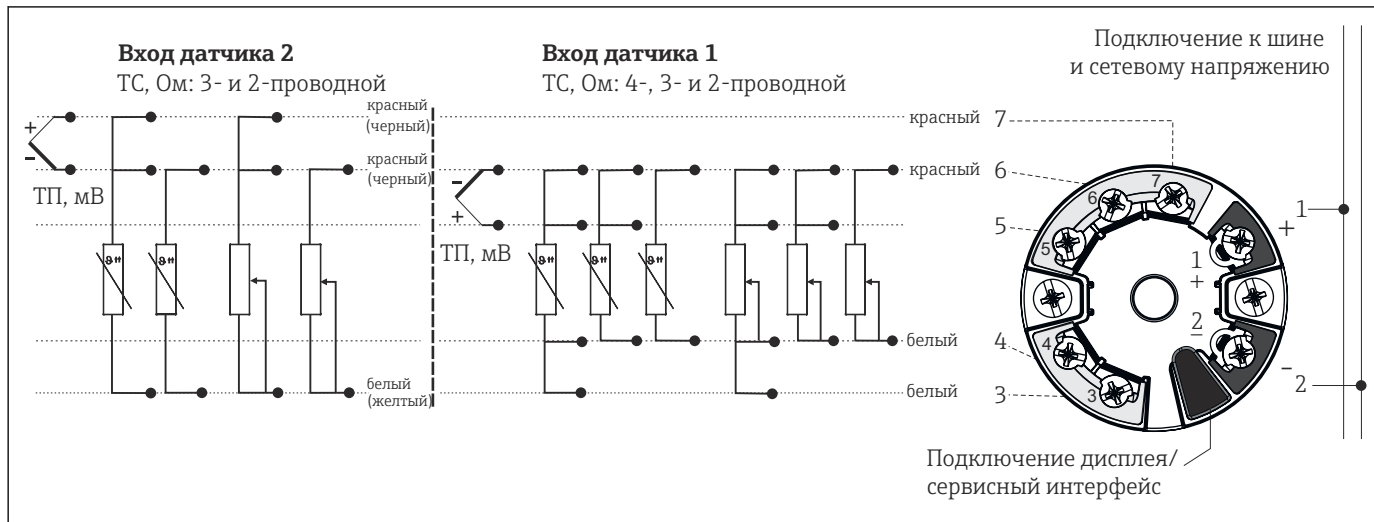 Вход датчика 2
ТС, Ом: 3- и 2-проводной
красный
(черный)
+
-
красный
(черный)
ТП, мВ
ϑ
ϑ
белый
(желтый)
Вход датчика 1
ТС, Ом: 4-, 3- и 2-проводной
красный
красный
-
+
ТП, мВ
ϑ
ϑ
ϑ
белый
белый
7
6
5
4
3
Подключение к шине
и сетевому напряжению
7
6
5
4
3
1
+
2
-
1
+
-
2
Подключение дисплея/
сервисный интерфейс